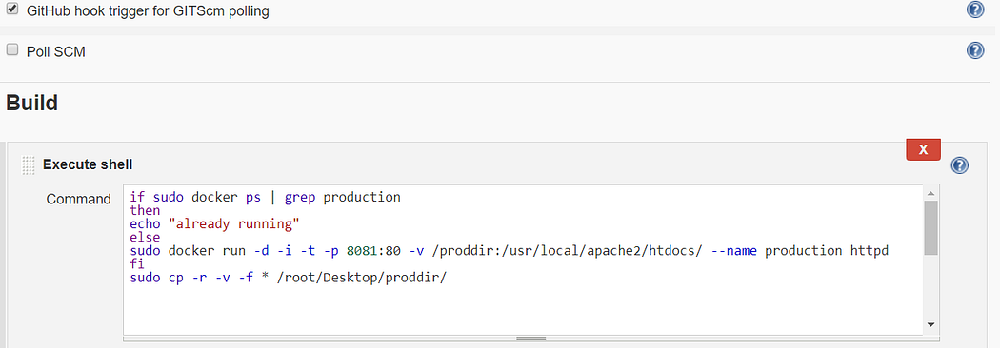 GitHub hook trigger for GITScm polling
Poll SCM
Build
X
Execute shell
Command
if sudo docker ps | grep production
then
echo "already running"
else
sudo docker run -d -i -t -p 8081:80 -v /proddir:/usr/local/apache2/htdocs/ --name production httpd
fi
sudo cp -r -v -f * /root/Desktop/proddir/